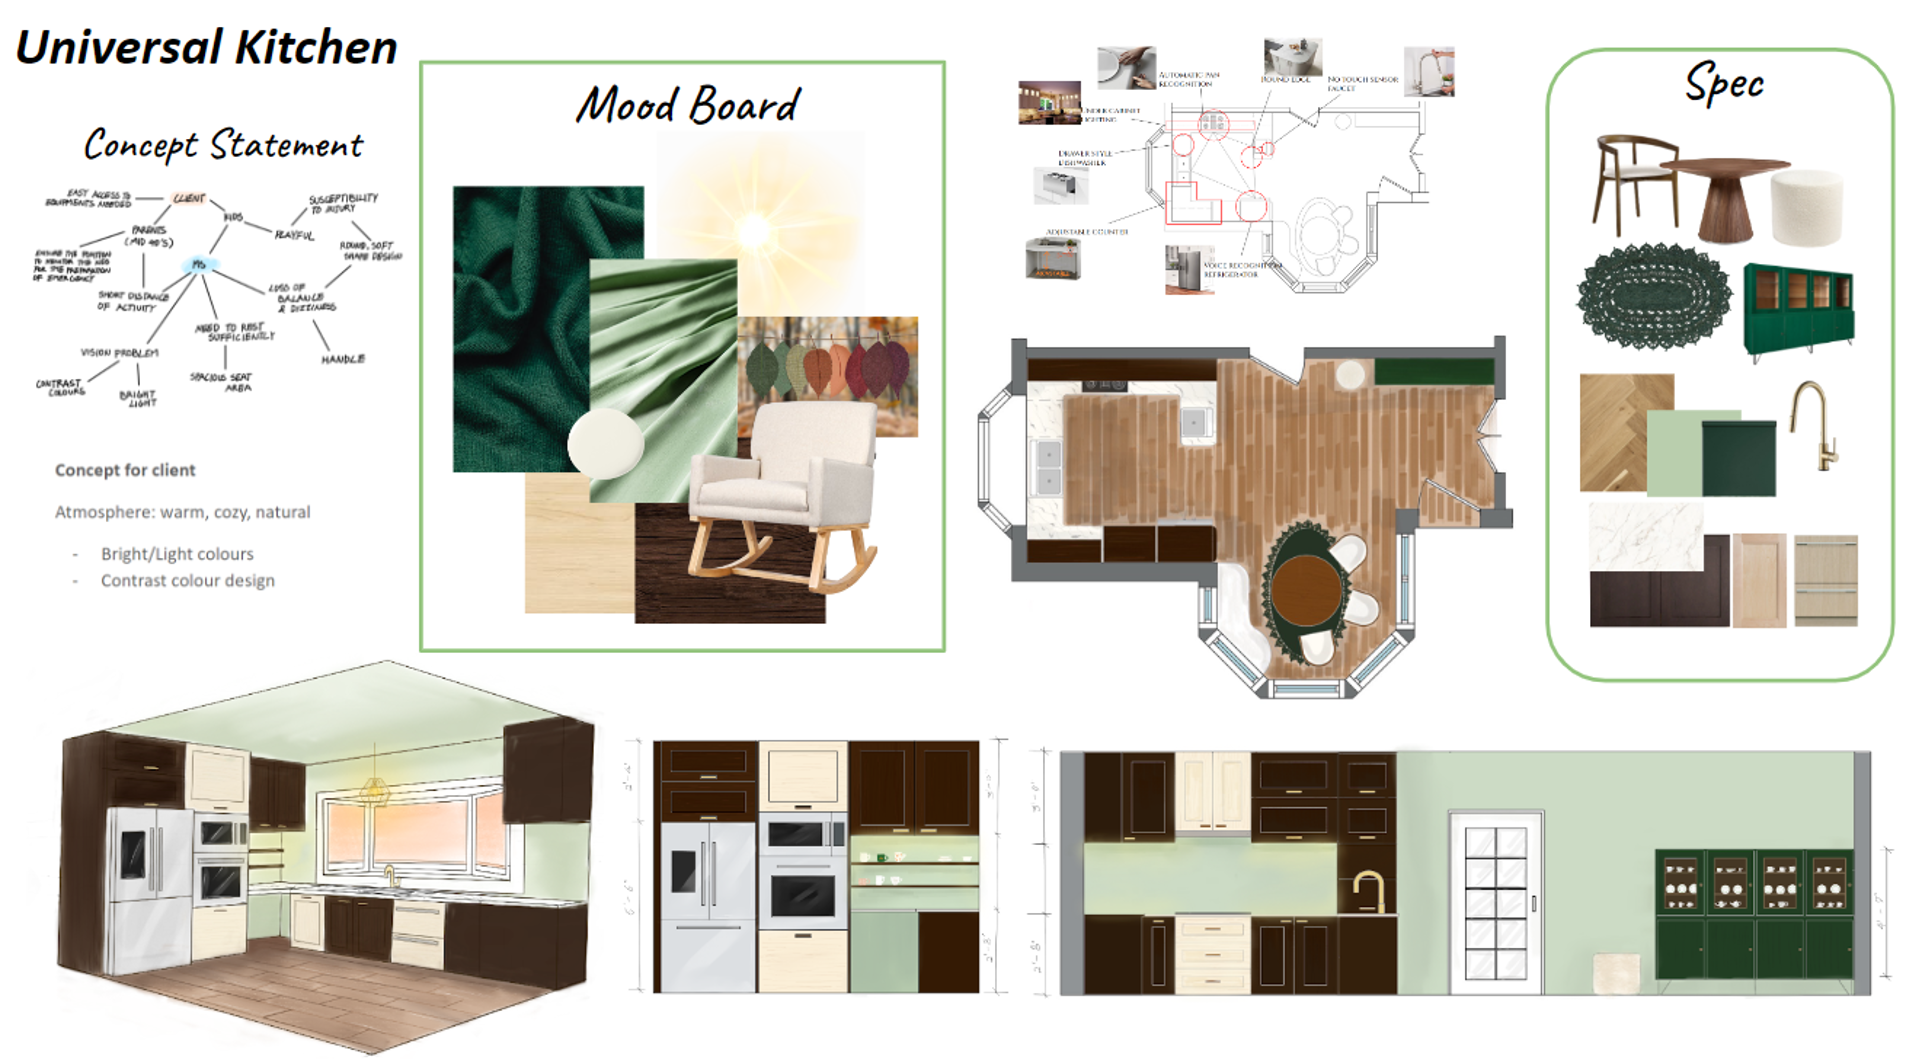 Universal Kitchen
Concept Statement
EASY ACCESS TO
EQUIPMENTS NEEDED
CLIENT
KIDS
SUSCEPTIBILITY
TO INJURY
PARENTS
(MID 40'S)
PLAYFUL
ROUND, SOFT
SHAPE DESIGN
ENSURE THE POSITION
TO MONITOR THE KIDS
FOR THE PREPARATION
OF EMERGENCY
MS
SHORT DISTANCE
OF ACTIVITY
LOSS OF
BALANCE
& DIZZINESS
NEED TO REST
SUFFICIENTLY
VISION PROBLEM
HANDLE
SPACIOUS SEAT
AREA
CONTRAST
COLOURS
BRIGHT
LIGHT
Concept for client
Atmosphere: warm, cozy, natural
- Bright/Light colours
- Contrast colour design
Mood Board
AUTOMATIC PAN
RECOGNITION
ROUND EDGE
NO TOUCH SENSOR
FAUCET
UNDER CABINET
LIGHTING
DRAWER STYLE
DISHWASHER
ADJUSTABLE COUNTER
VOICE RECOGNITION
REFRIGERATOR
Spec